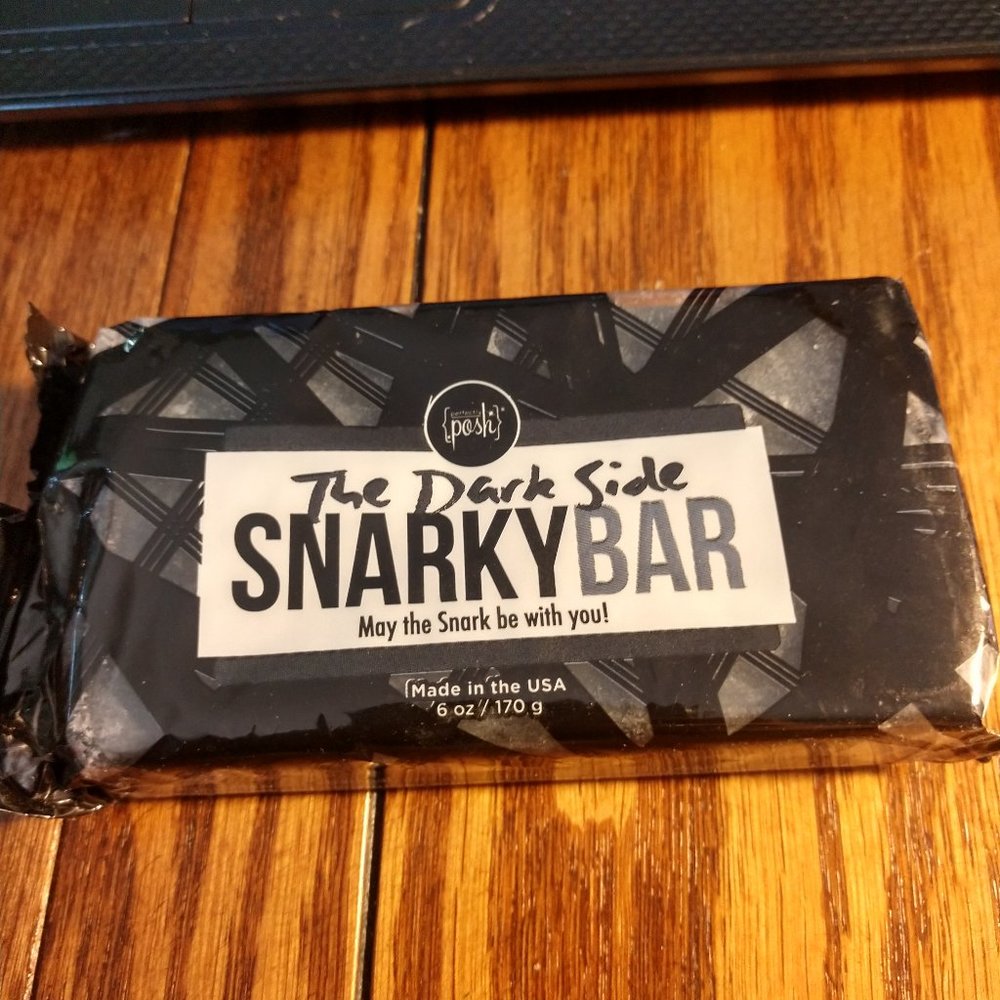 perfectly
{posh}
The Dark Side
SNARKYBAR
May the Snark be with you!
Made in the USA
6 oz / 170 g